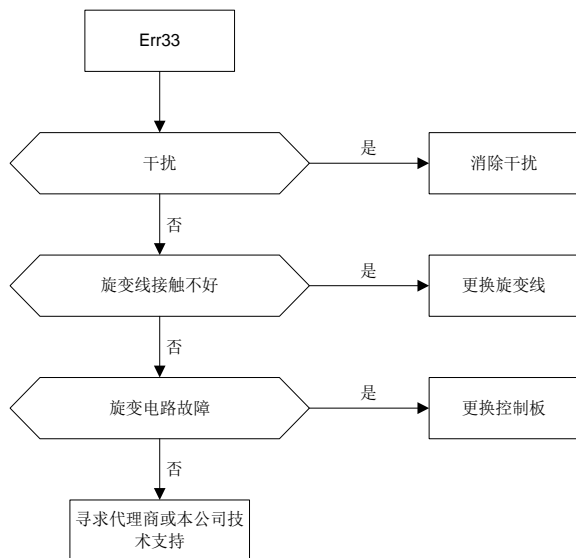 Err33
干扰
是
消除干扰
否
旋变线接触不好
是
更换旋变线
否
旋变电路故障
是
更换控制板
否
寻求代理商或本公司技
术支持